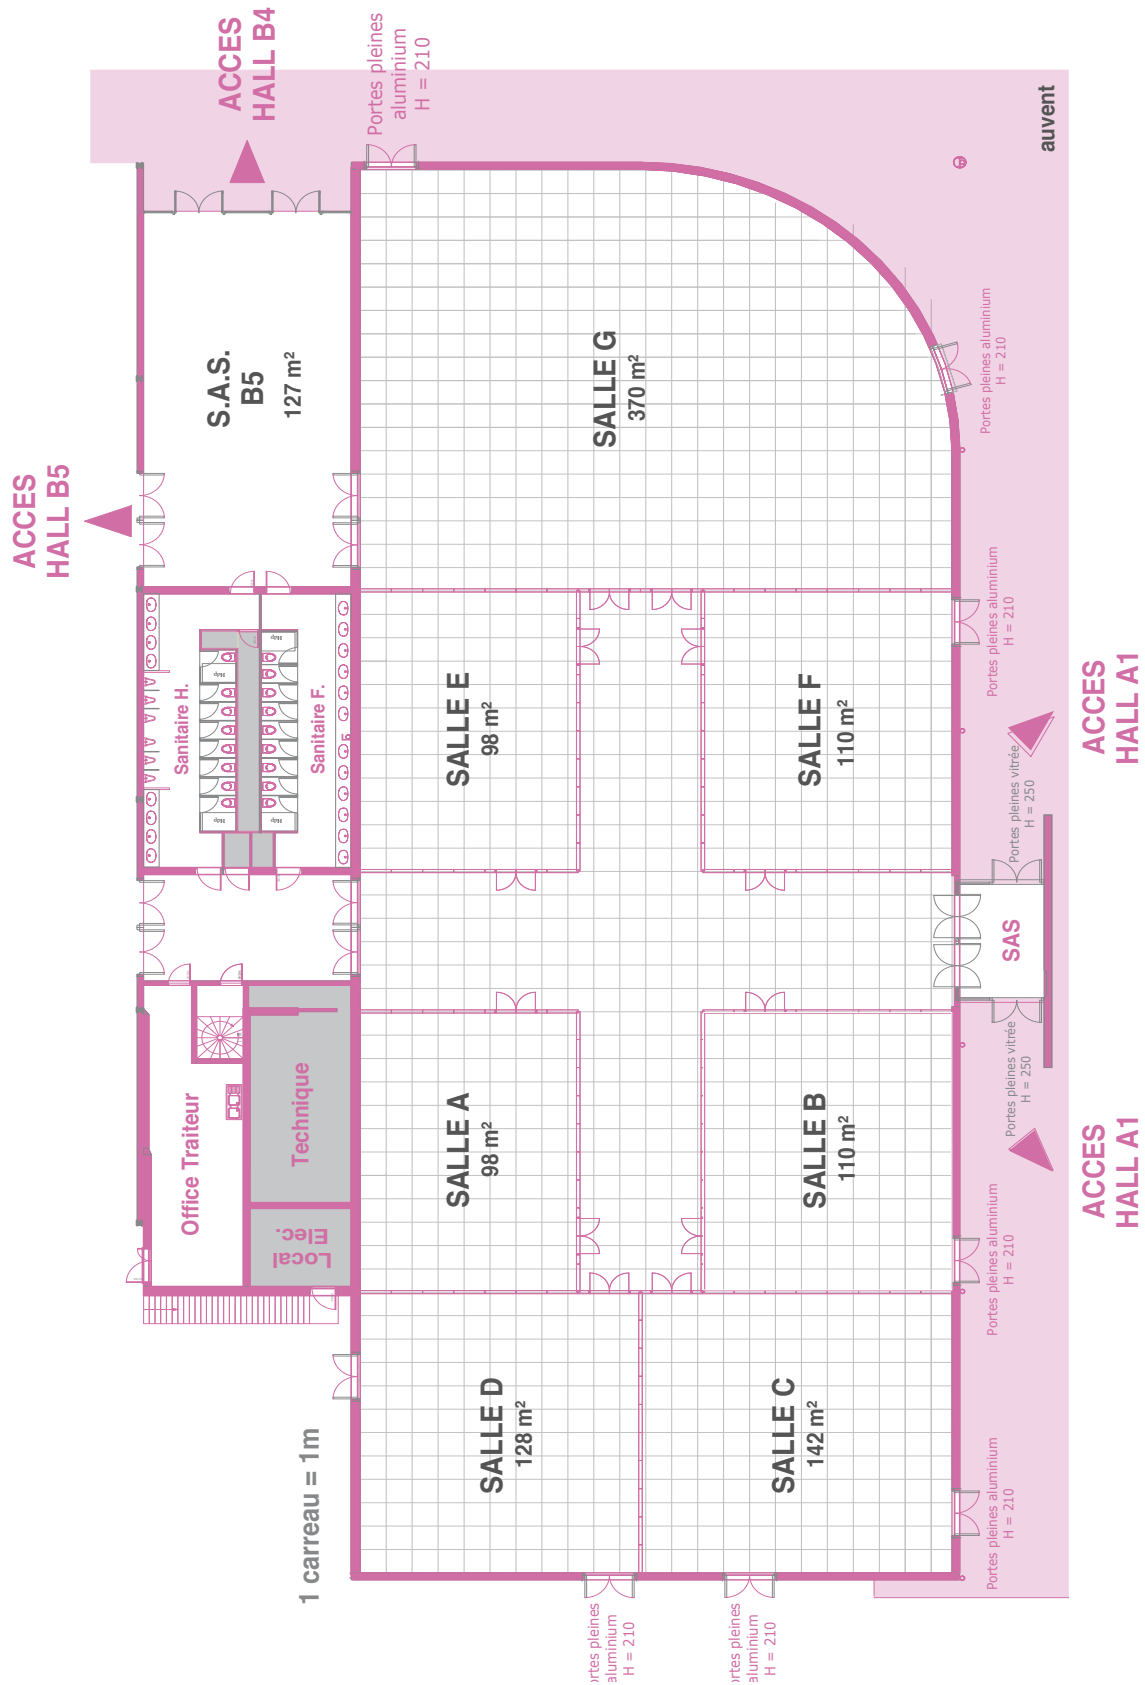 ACCES
HALL B4
Portes pleines
aluminium
H = 210
auvent
S.A.S.
B5
127 m²
SALLE G
370 m²
Portes pleines aluminium
H = 210
ACCES
HALL B5
Sanitaire H.
Sanitaire F.
SALLE E
98 m²
SALLE F
110 m²
Portes pleines aluminium
H = 210
ACCES
HALL A1
Portes pleines vitrée
H = 250
SAS
Portes pleines vitrée
H = 250
ACCES
HALL A1
Office Traiteur
Technique
Local
Elec.
SALLE A
98 m²
SALLE B
110 m²
Portes pleines aluminium
H = 210
1 carreau = 1m
SALLE D
128 m²
SALLE C
142 m²
Portes pleines aluminium
H = 210
ortes pleines
aluminium
H = 210
ortes pleines
aluminium
H = 210